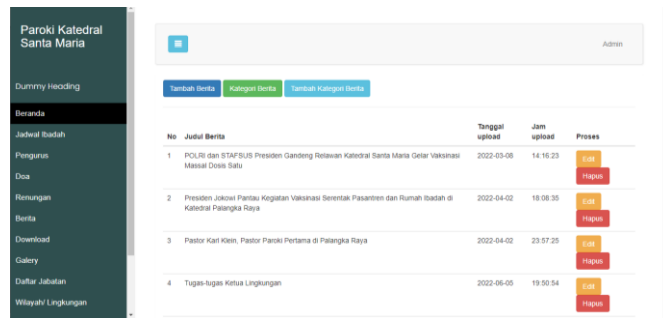 Paroki Katedral
Santa Maria
Dummy Heading
Beranda
Jadwal Ibadah
Pengurus
Doa
Renungan
Berita
Download
Galery
Daftar Jabatan
Wilayah/ Lingkungan
Admin
Tambah Berita Kategori Berita Tambah Kategori Berita
No Judul Berita Tanggal upload Jam upload Proses
1 POLRI dan STAFSUS Presiden Gandeng Relawan Katedral Santa Maria Gelar Vaksinasi 2022-03-08 14:16:23 Edit
Massal Dosis Satu Hapus
2 Presiden Jokowi Pantau Kegiatan Vaksinasi Serentak Pasantren dan Rumah Ibadah di 2022-04-02 18:08:35 Edit
Katedral Palangka Raya Hapus
3 Pastor Karl Klein, Pastor Paroki Pertama di Palangka Raya 2022-04-02 23:57:25 Edit
Hapus
4 Tugas-tugas Ketua Lingkungan 2022-06-05 19:50:54 Edit
Hapus